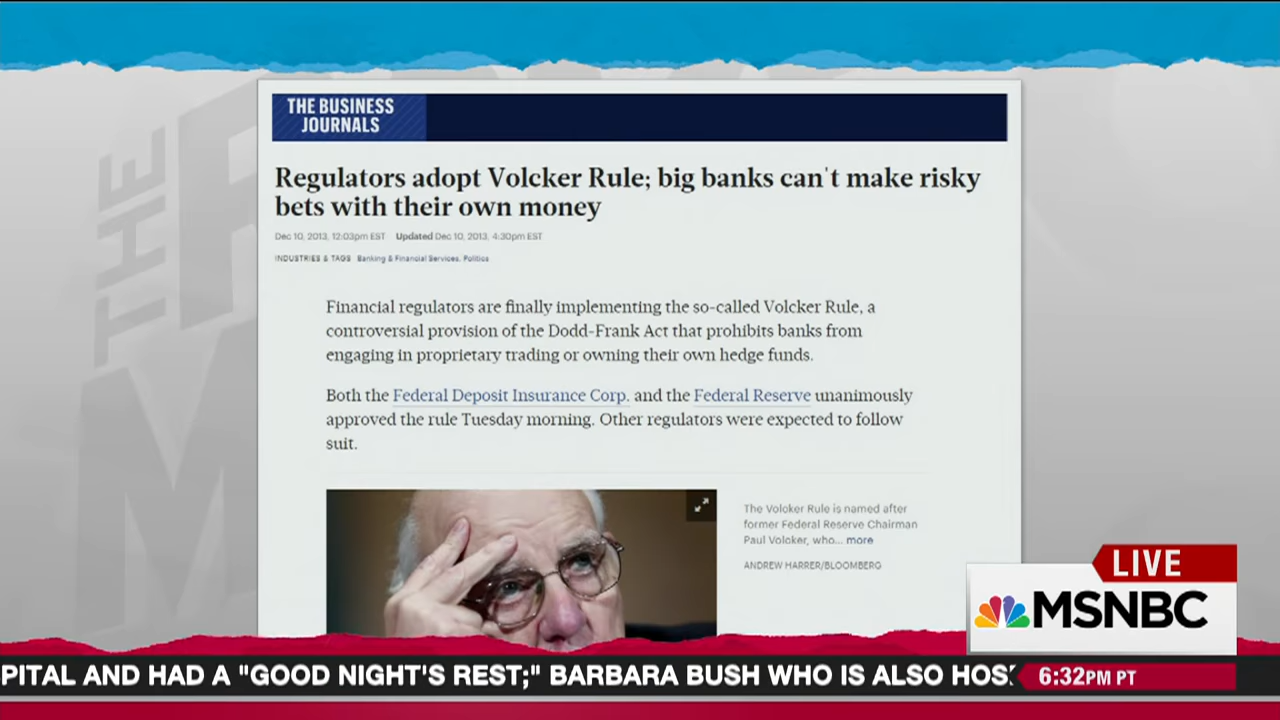 THE BUSINESS
JOURNALS
Regulators adopt Volcker Rule; big banks can't make risky
bets with their own money
Dec 10, 2013, 12:03pm EST Updated Dec 10, 2013, 4:30pm EST
INDUSTRIES & TAGS Banking & Financial Services, Politics
Financial regulators are finally implementing the so-called Volcker Rule, a
controversial provision of the Dodd-Frank Act that prohibits banks from
engaging in proprietary trading or owning their own hedge funds.
Both the Federal Deposit Insurance Corp. and the Federal Reserve unanimously
approved the rule Tuesday morning. Other regulators were expected to follow
suit.
The Volcker Rule is named after
former Federal Reserve Chairman
Paul Volcker, who... more
ANDREW HARRER/BLOOMBERG
THE
LIVE
MSNBC
PITAL AND HAD A "GOOD NIGHT'S REST;" BARBARA BUSH WHO IS ALSO HOS
6:32PM PT